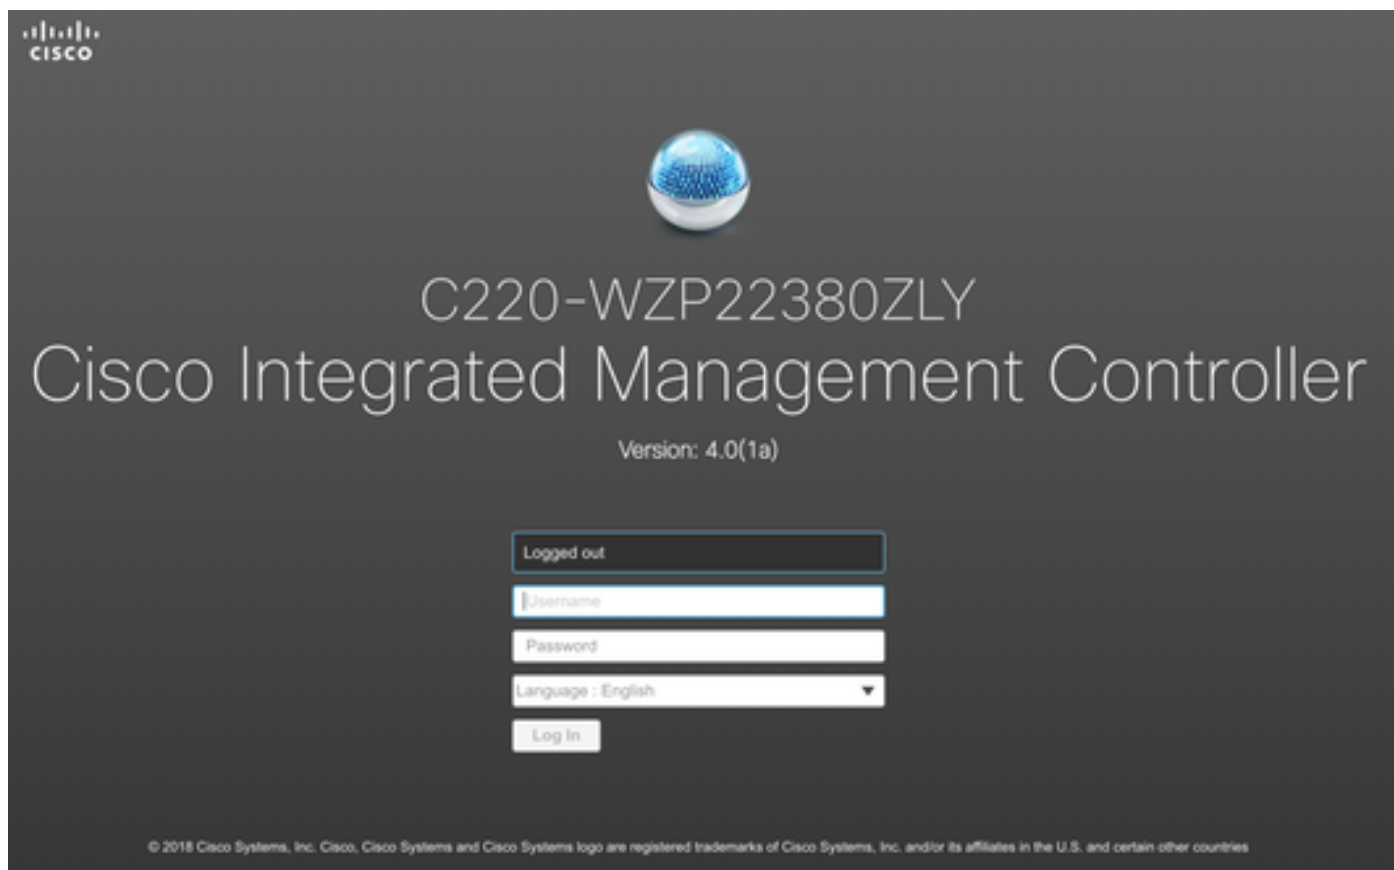 CISCO
C220-WZP22380ZLY
Cisco Integrated Management Controller
Version: 4.0(1a)
Logged out
Username
Password
Language : English
Log In
© 2018 Cisco Systems, Inc. Cisco, Cisco Systems and Cisco Systems logo are registered trademarks of Cisco Systems, Inc. and/or its affiliates in the U.S. and certain other countries